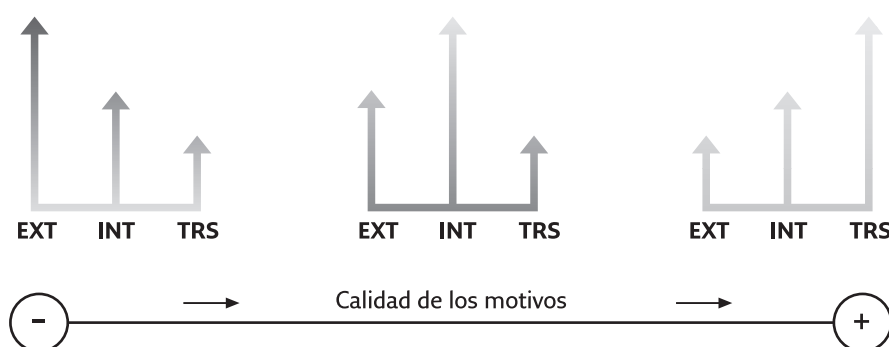 EXT INT TRS EXT INT TRS EXT INT TRS
Calidad de los motivos
- +